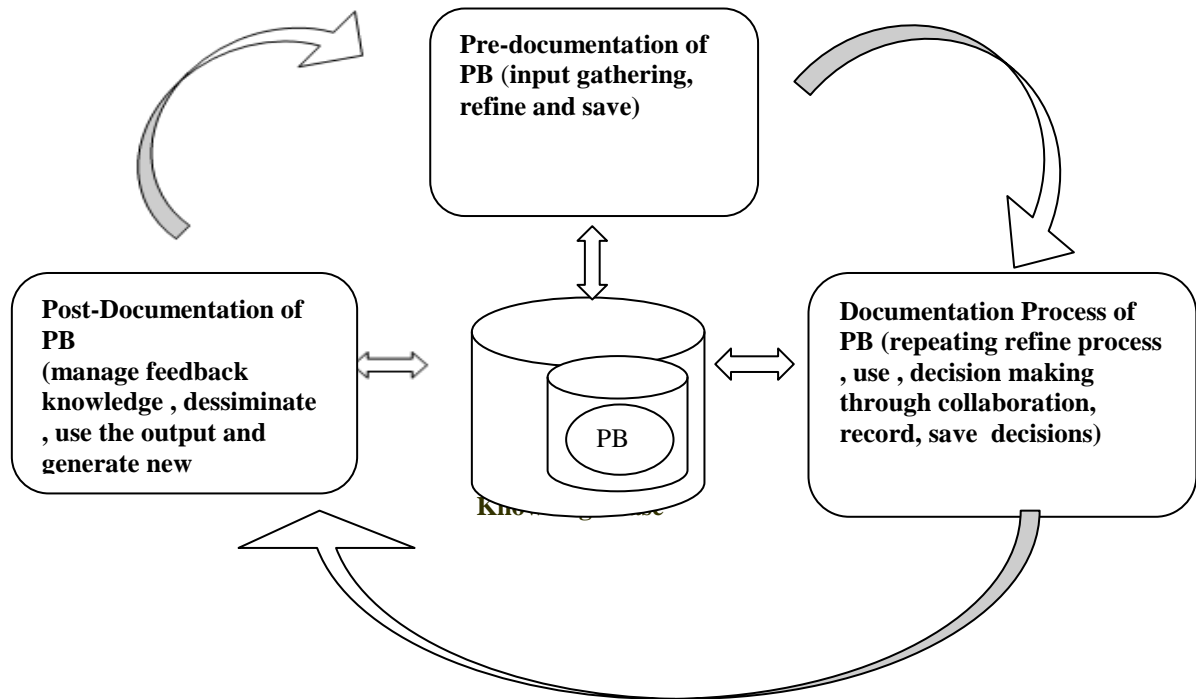 Pre-documentation of
PB (input gathering,
refine and save)
Post-Documentation of
PB
(manage feedback
knowledge , dessiminate
, use the output and
generate new
Documentation Process of
PB (repeating refine process
, use , decision making
through collaboration,
record, save decisions)
PB